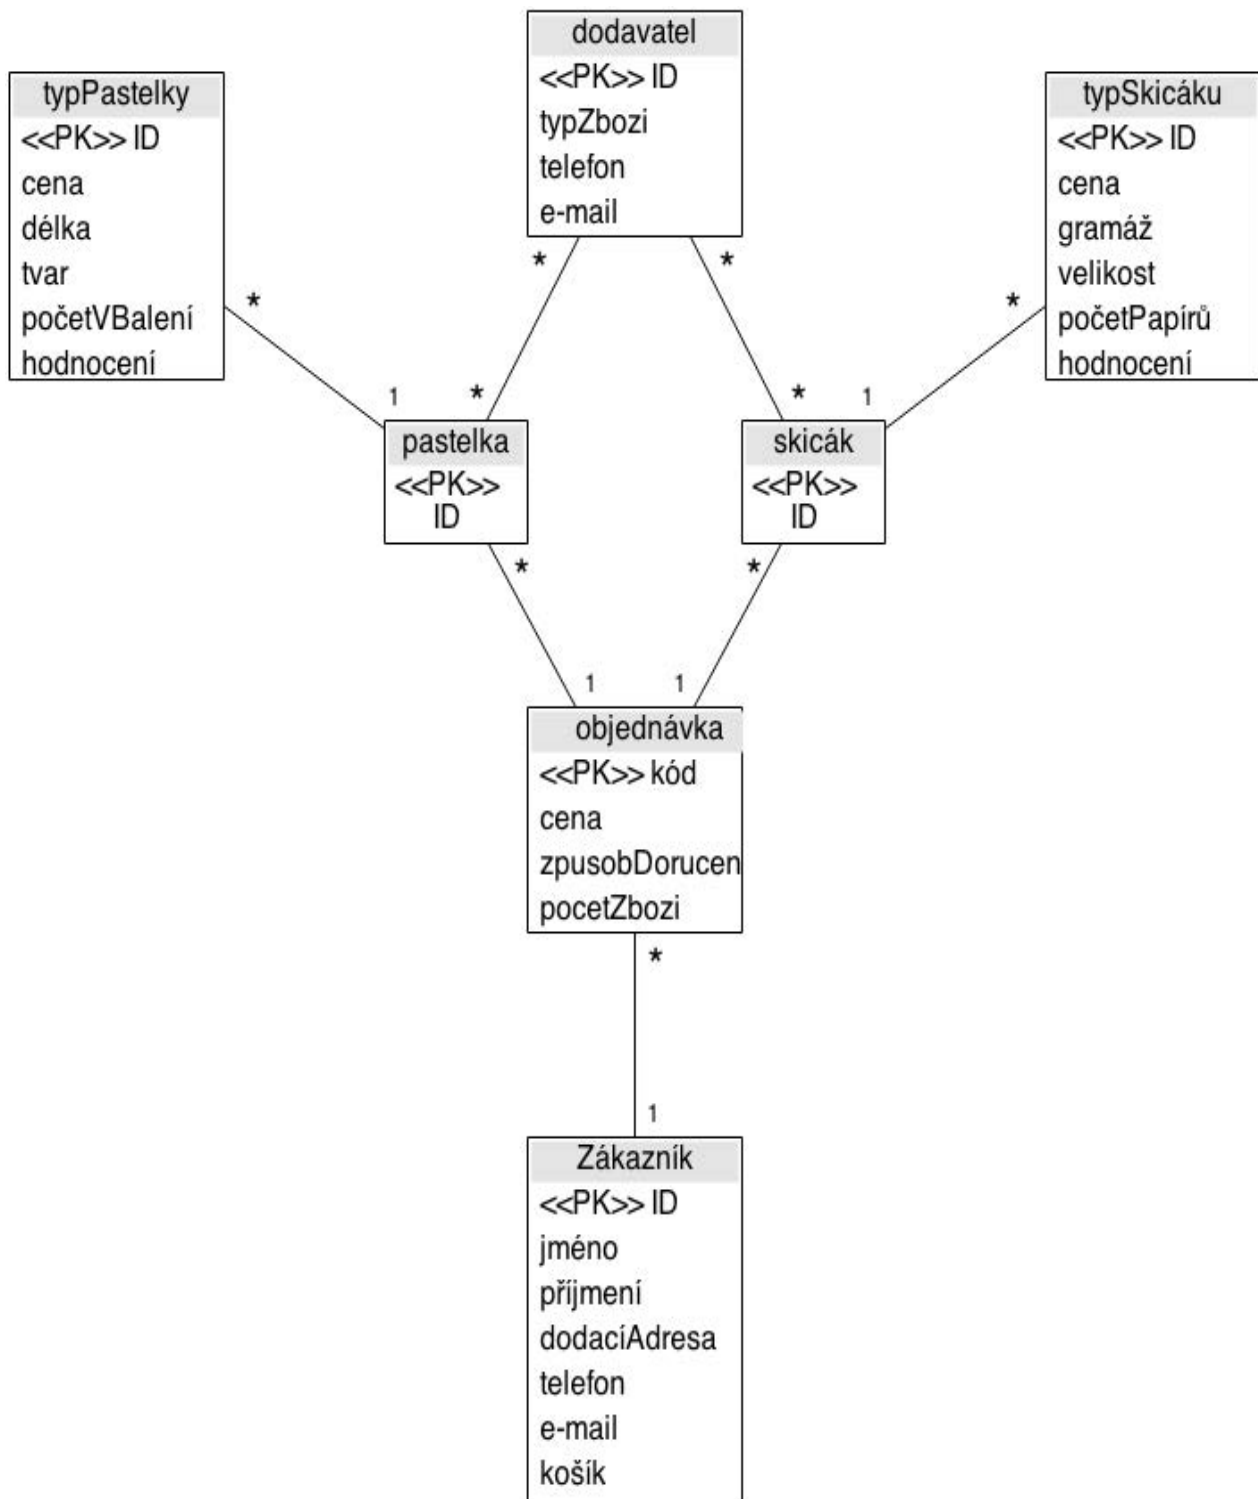 dodavatel
<<PK>> ID
typZbozi
telefon
e-mail
*
*
typPastelky
<<PK>> ID
cena
délka
tvar
početVBalení
hodnocení
*
typSkicáku
<<PK>> ID
cena
gramáž
velikost
početPapírů
hodnocení
*
1
*
pastelka
<<PK>>
ID
*
*
1
skicák
<<PK>>
ID
*
1
1
objednávka
<<PK>> kód
cena
zpusobDorucen
pocetZbozi
*
1
Zákazník
<<PK>> ID
jméno
příjmení
dodacíAdresa
telefon
e-mail
košík